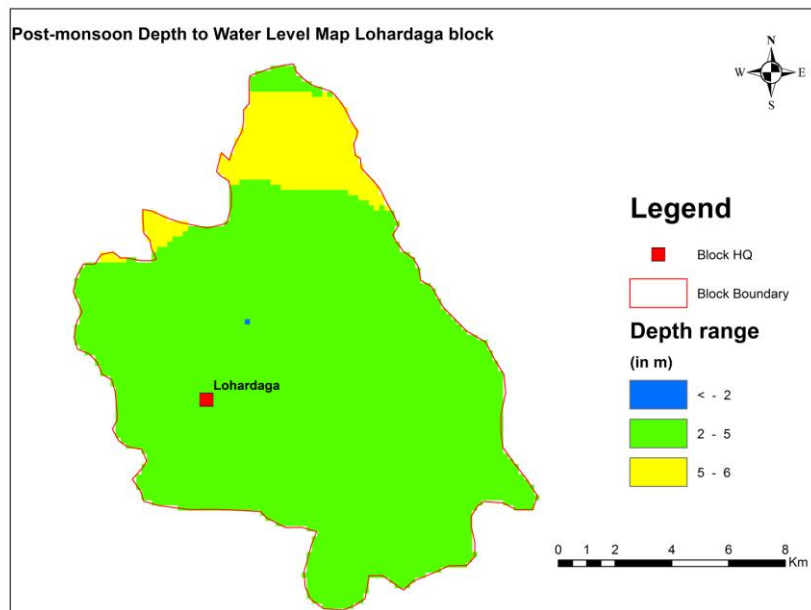 Post-monsoon Depth to Water Level Map Lohardaga block
N
W E
S
Legend
Block HQ
Block Boundary
Depth range
(in m)
< - 2
2 - 5
5 - 6
Lohardaga
0 1 2 4 6 8
Km